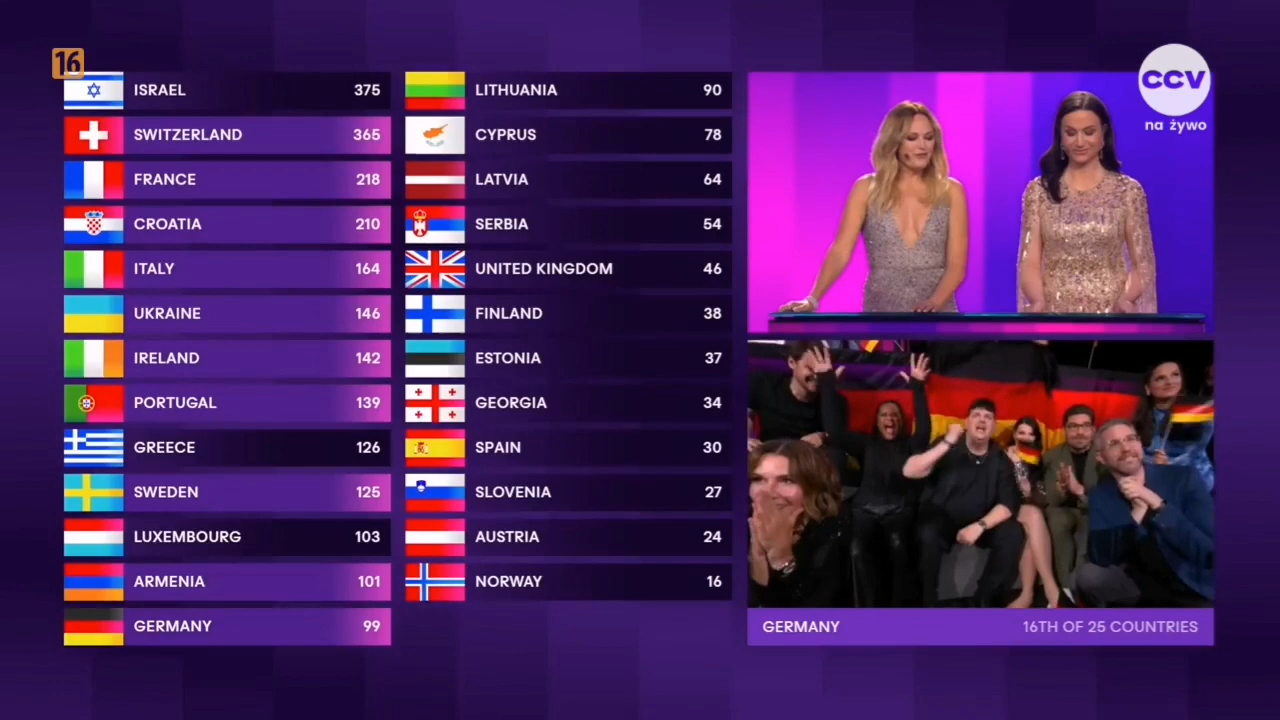 16
ISRAEL 375
SWITZERLAND 365
FRANCE 218
CROATIA 210
ITALY 164
UKRAINE 146
IRELAND 142
PORTUGAL 139
GREECE 126
SWEDEN 125
LUXEMBOURG 103
ARMENIA 101
GERMANY 99
LITHUANIA 90
CYPRUS 78
LATVIA 64
SERBIA 54
UNITED KINGDOM 46
FINLAND 38
ESTONIA 37
GEORGIA 34
SPAIN 30
SLOVENIA 27
AUSTRIA 24
NORWAY 16
CCV
na żywo
GERMANY 16TH OF 25 COUNTRIES